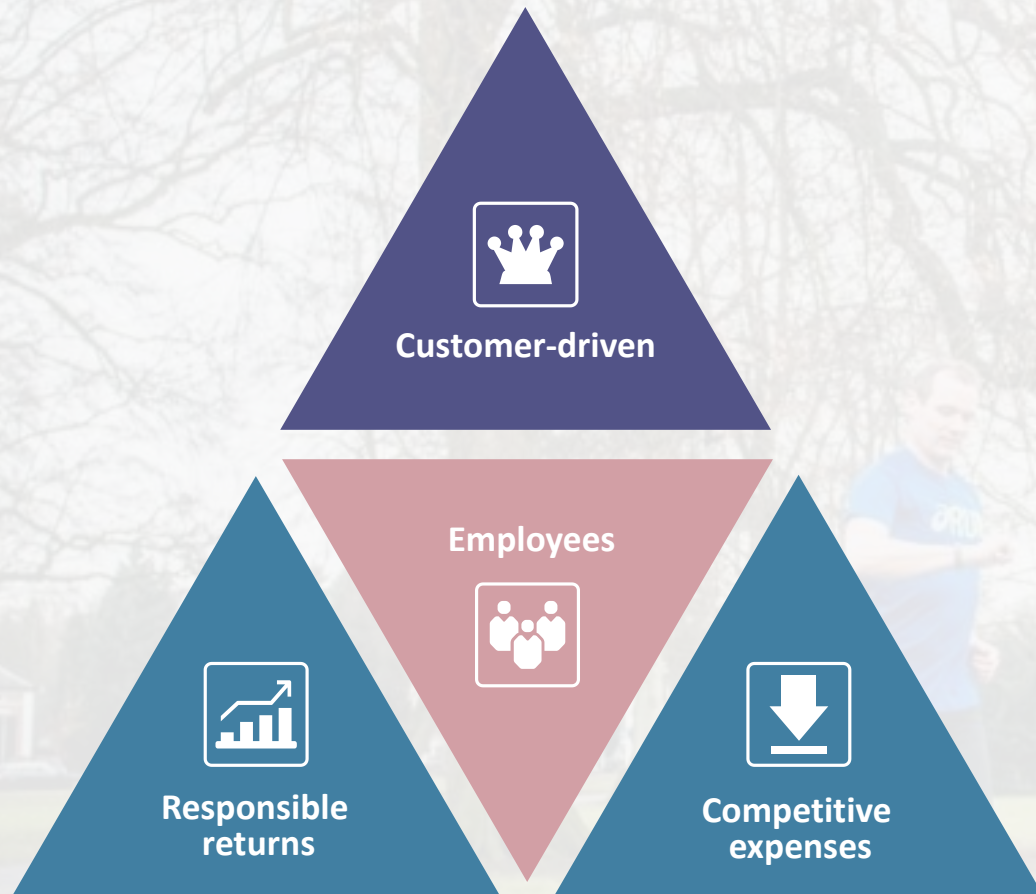 Customer-driven
Employees
Responsible
returns
Competitive
expenses